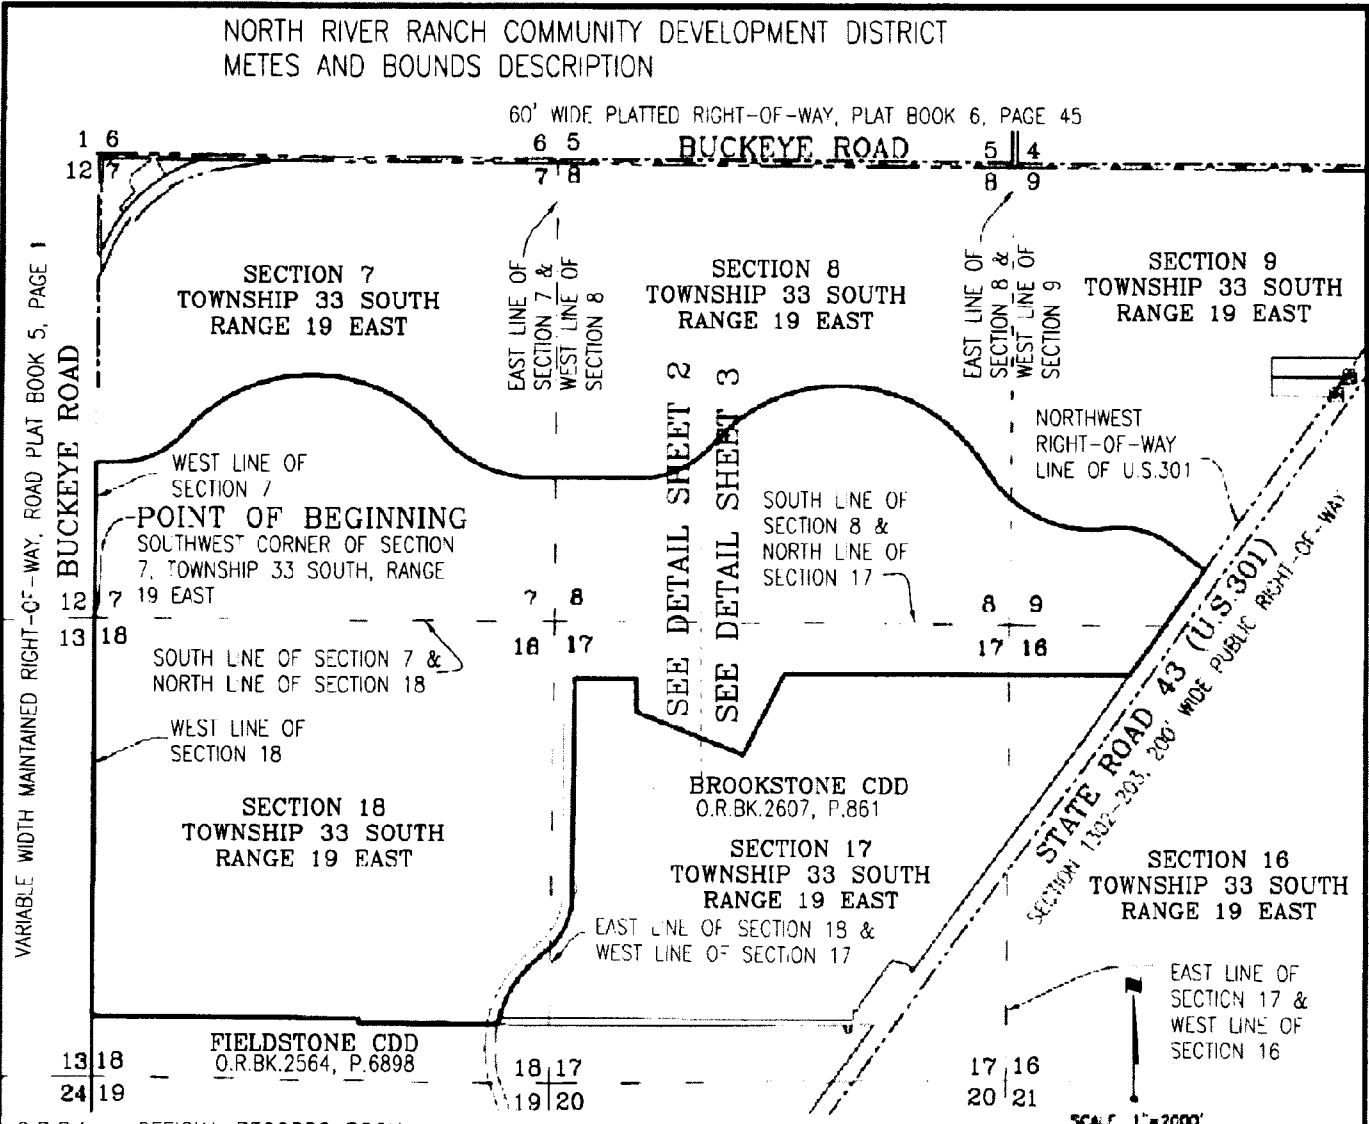 NORTH RIVER RANCH COMMUNITY DEVELOPMENT DISTRICT
METES AND BOUNDS DESCRIPTION
60' WIDE PLATTED RIGHT-OF-WAY, PLAT BOOK 6, PAGE 45
BUCKEYE ROAD
1 6
12 7
6 5
7 8
5 4
8 9
VARIABLE WIDTH MAINTAINED RIGHT-OF-WAY, ROAD PLAT BOOK 5, PAGE 1
BUCKEYE ROAD
SECTION 7
TOWNSHIP 33 SOUTH
RANGE 19 EAST
EAST LINE OF
SECTION 7 &
WEST LINE OF
SECTION 8
SECTION 8
TOWNSHIP 33 SOUTH
RANGE 19 EAST
EAST LINE OF
SECTION 8 &
WEST LINE OF
SECTION 9
SECTION 9
TOWNSHIP 33 SOUTH
RANGE 19 EAST
NORTHWEST
RIGHT-OF-WAY
LINE OF U.S.301
WEST LINE OF
SECTION 7
POINT OF BEGINNING
SOUTHWEST CORNER OF SECTION
7, TOWNSHIP 33 SOUTH, RANGE
19 EAST
SEE DETAIL SHEET 2
SEE DETAIL SHEET 3
SOUTH LINE OF
SECTION 8 &
NORTH LINE OF
SECTION 17
12 7
13 18
7 8
18 17
8 9
17 16
SOUTH LINE OF SECTION 7 &
NORTH LINE OF SECTION 18
WEST LINE OF
SECTION 18
STATE ROAD 43 (U.S.301)
SECTION 1302-203, 200' WIDE PUBLIC RIGHT-OF-WAY
BROOKSTONE CDD
O.R.BK.2607, P.861
SECTION 18
TOWNSHIP 33 SOUTH
RANGE 19 EAST
SECTION 17
TOWNSHIP 33 SOUTH
RANGE 19 EAST
SECTION 16
TOWNSHIP 33 SOUTH
RANGE 19 EAST
EAST LINE OF SECTION 18 &
WEST LINE OF SECTION 17
EAST LINE OF
SECTION 17 &
WEST LINE OF
SECTION 16
FIELDSTONE CDD
O.R.BK.2564, P.6898
13 18
24 19
18 17
19 20
17 16
20 21
SCALE 1"=2000'